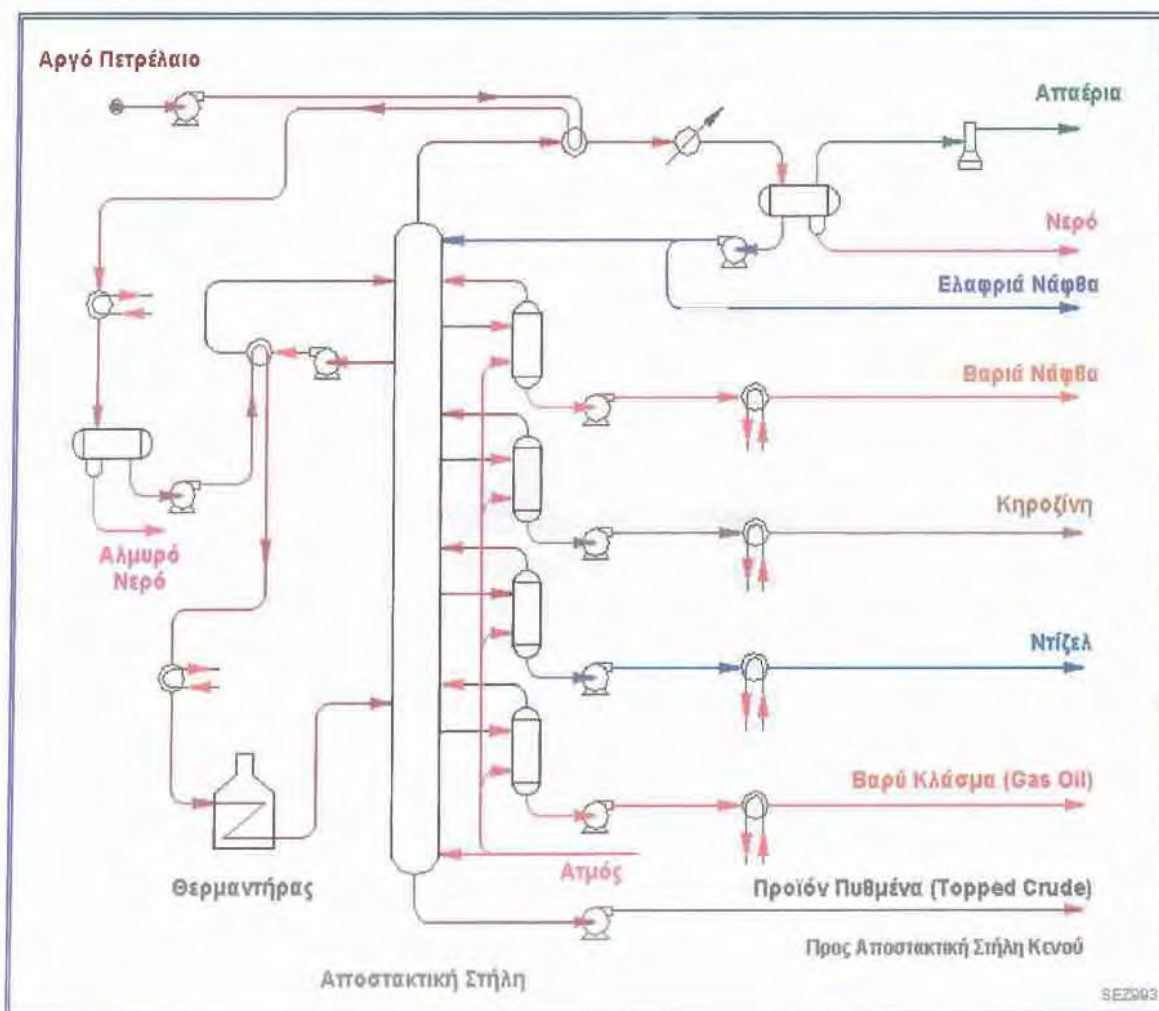 Αργό Πετρέλαιο
Απαέρια
Νερό
Ελαφριά Νάφθα
Βαριά Νάφθα
Κηροζίνη
Αλμυρό
Νερό
Ντίζελ
Βαρύ Κλάσμα (Gas Oil)
Ατμός
Θερμαντήρας
Προϊόν Πυθμένα (Topped Crude)
Προς Αποστακτική Στήλη Κενού
Αποστακτική Στήλη
SEZ993